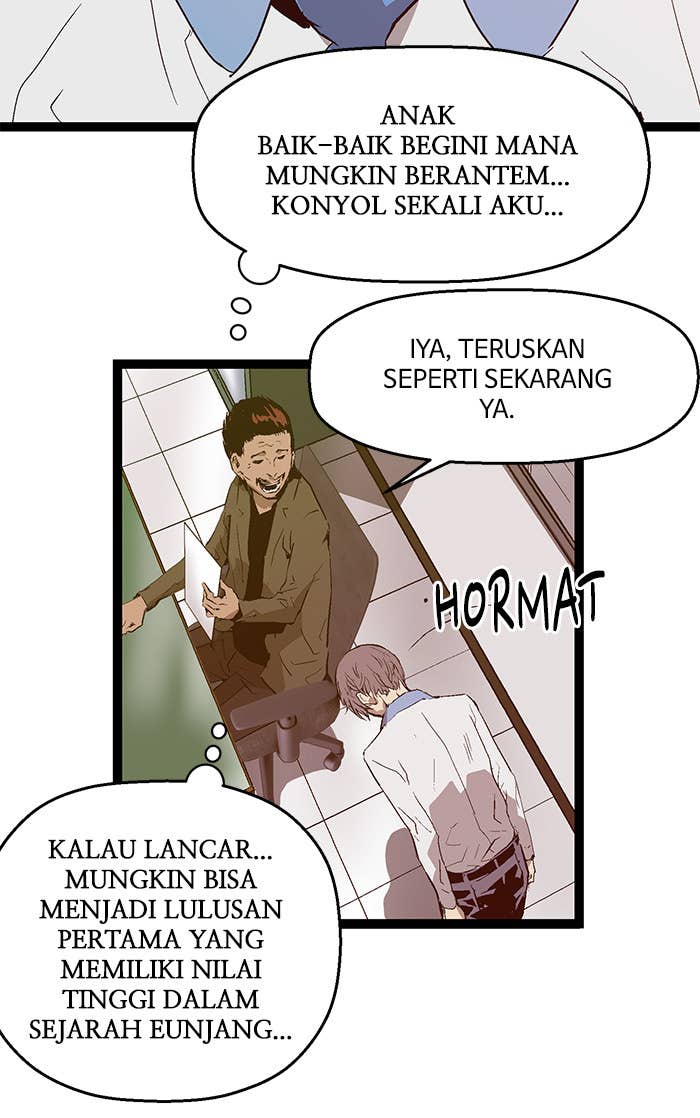 ANAK
BAIK-BAIK BEGINI MANA
MUNGKIN BERANTEM...
KONYOL SEKALI AKU...
IYA, TERUSKAN
SEPERTI SEKARANG
YA.
HORMAT
KALAU LANCAR...
MUNGKIN BISA
MENJADI LULUSAN
PERTAMA YANG
MEMILIKI NILAI
TINGGI DALAM
SEJARAH EUNJANG...